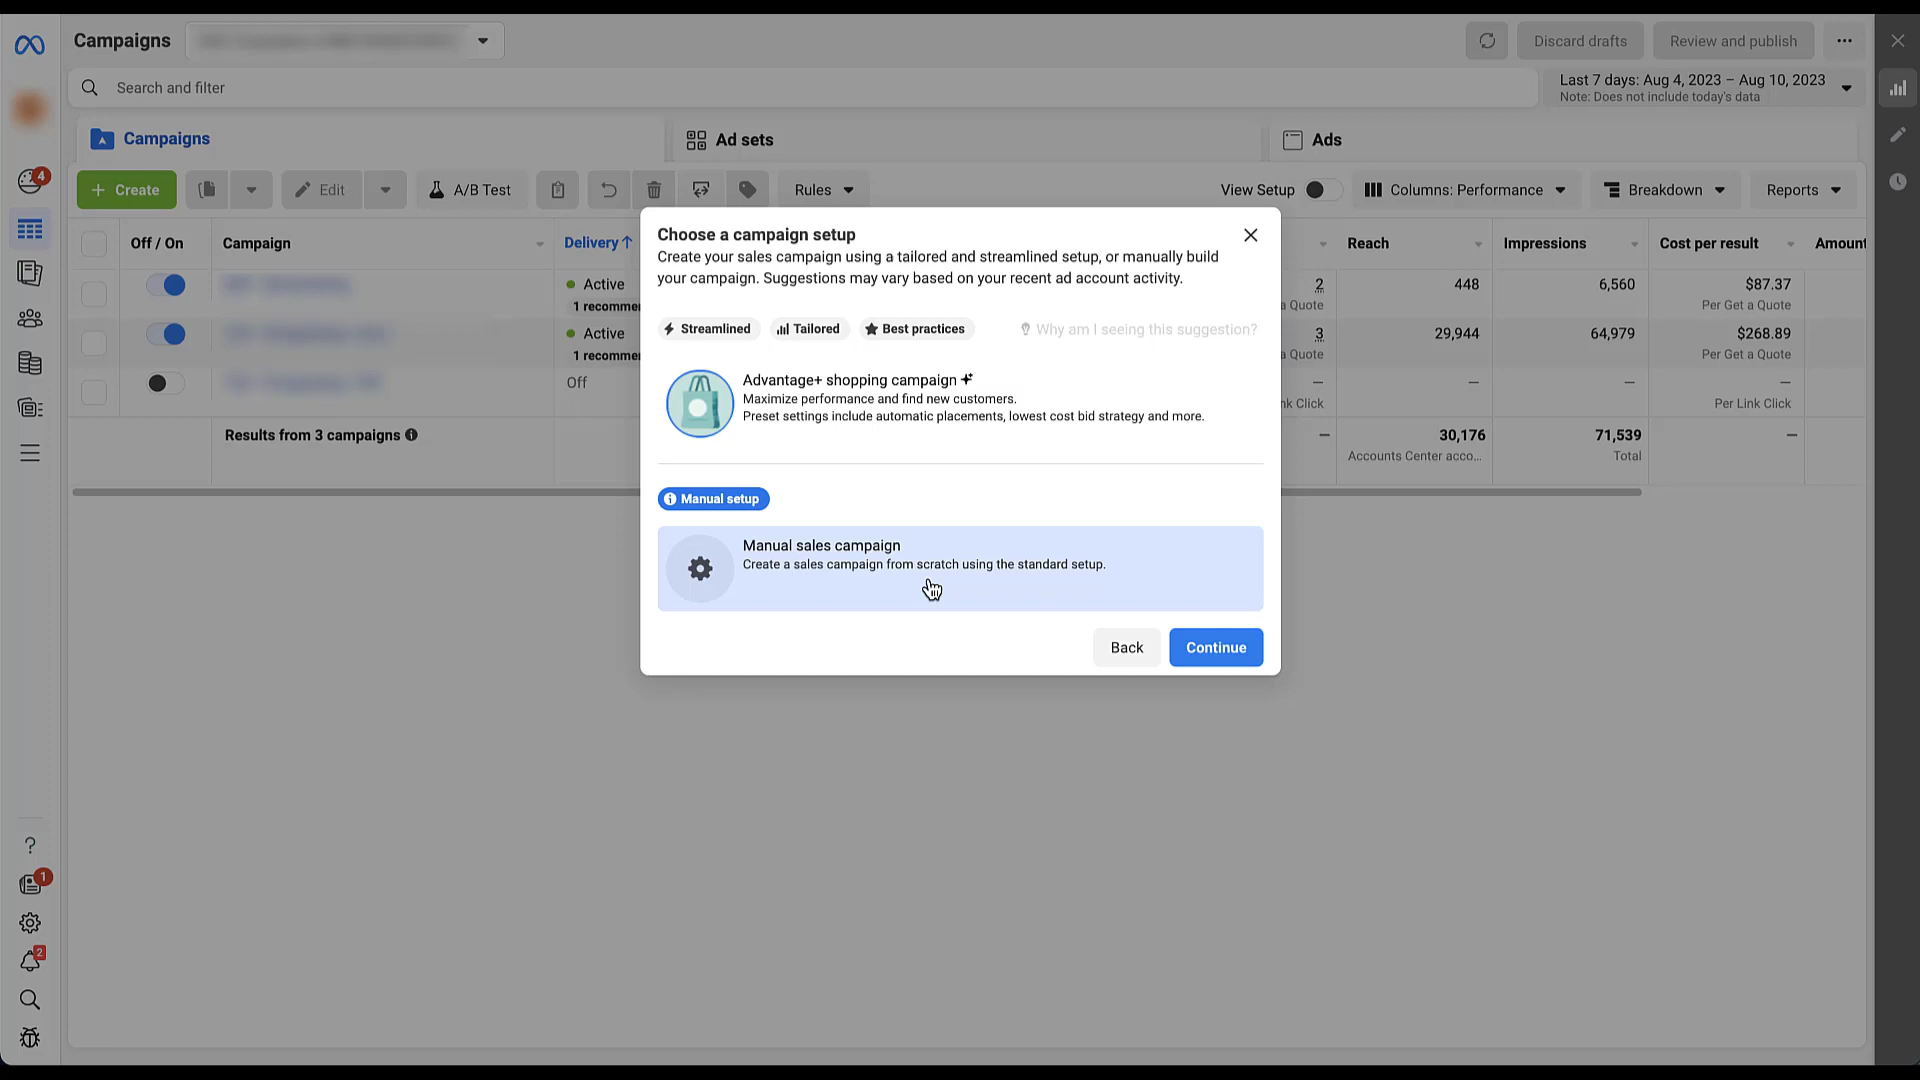 Campaigns
Discard drafts
Review and publish
Search and filter
Last 7 days: Aug 4, 2023 – Aug 10, 2023
Note: Does not include today's data
Campaigns
Ad sets
Ads
4
+ Create
Edit
A/B Test
Rules
View Setup
Columns: Performance
Breakdown
Reports
Off / On
Campaign
Delivery↑
Reach
Impressions
Cost per result
Amount
Active
2
448
6,560
$87.37
1 recommen
a Quote
Per Get a Quote
Active
3
29,944
64,979
$268.89
1 recommen
a Quote
Per Get a Quote
Off
—
—
—
—
nk Click
Per Link Click
Results from 3 campaigns
—
30,176
71,539
—
Accounts Center acco...
Total
Choose a campaign setup
Create your sales campaign using a tailored and streamlined setup, or manually build
your campaign. Suggestions may vary based on your recent ad account activity.
Streamlined
Tailored
Best practices
Why am I seeing this suggestion?
Advantage+ shopping campaign
Maximize performance and find new customers.
Preset settings include automatic placements, lowest cost bid strategy and more.
Manual setup
Manual sales campaign
Create a sales campaign from scratch using the standard setup.
Back
Continue
?
1
2